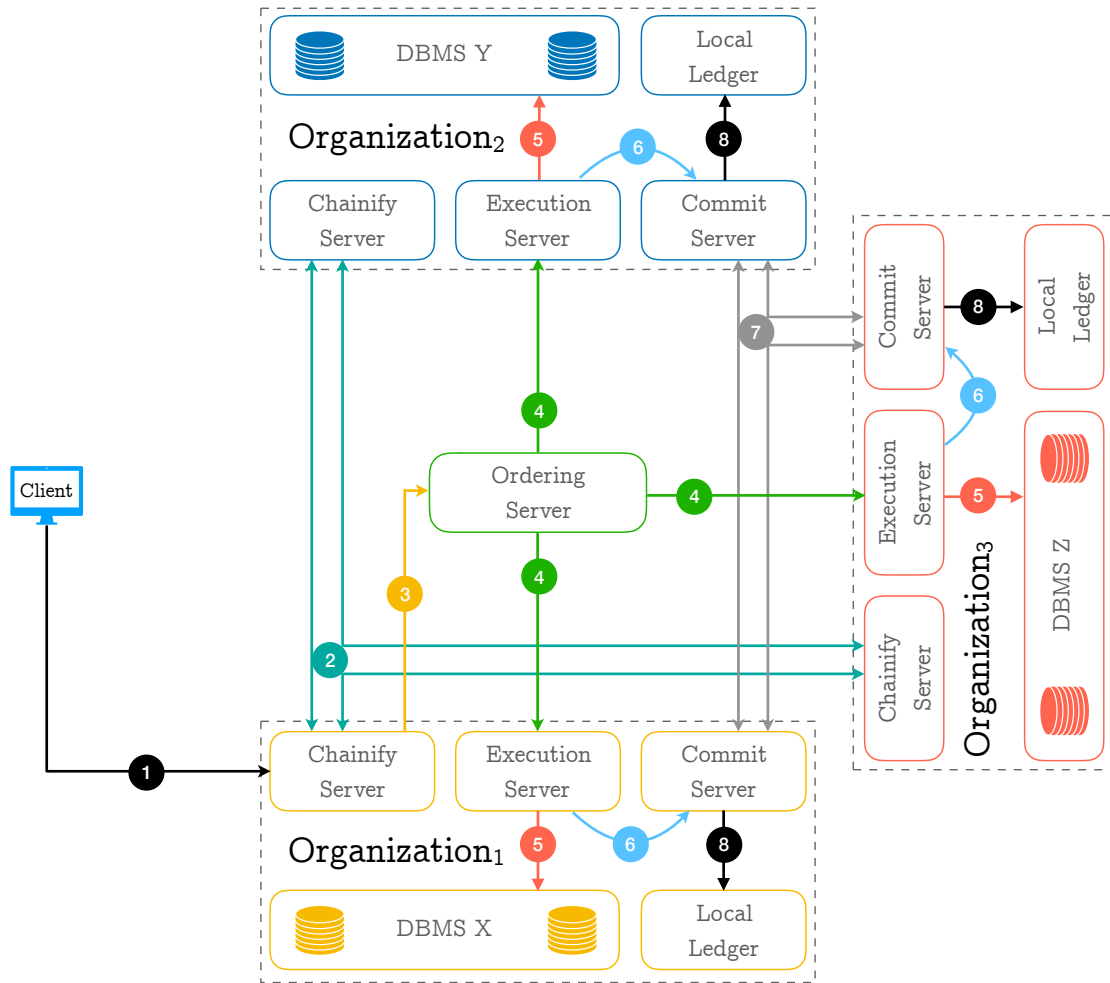 DBMS Y
Local
Ledger
5
8
Organization₂
6
Chainify
Server
Execution
Server
Commit
Server
Commit
Server
8
Local
Ledger
7
6
4
Client
Ordering
Server
4
Execution
Server
5
4
3
Organization₃
DBMS Z
2
Chainify
Server
1
Chainify
Server
Execution
Server
Commit
Server
Organization₁
5
6
8
DBMS X
Local
Ledger